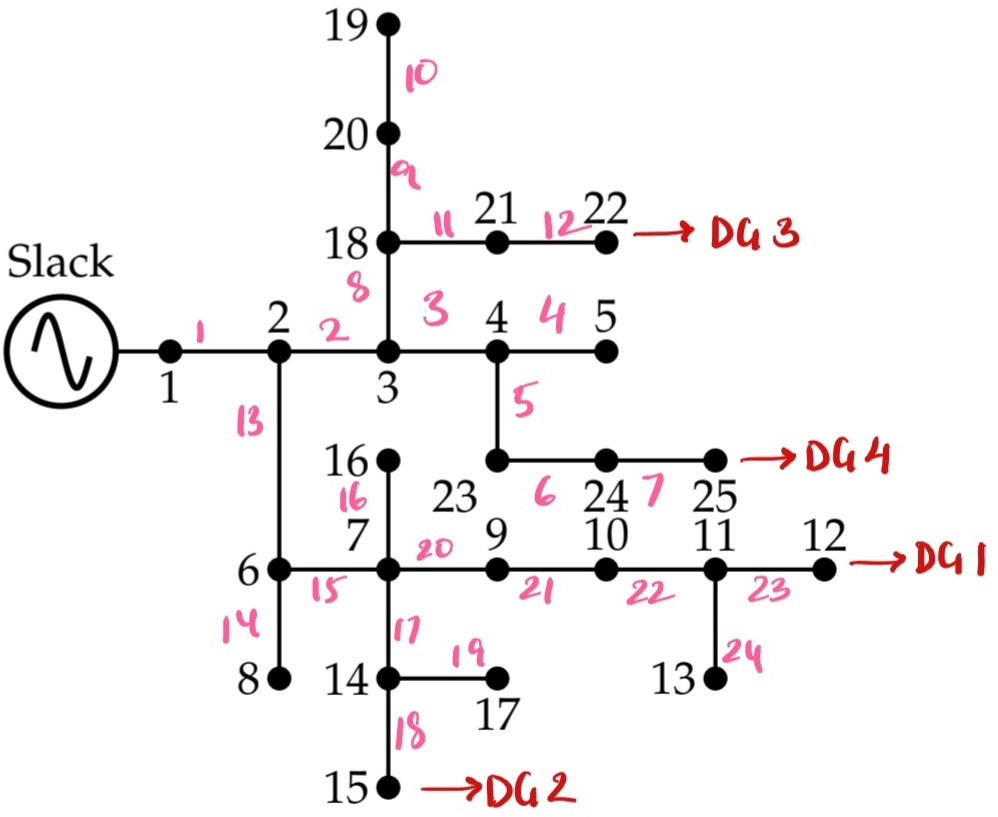 19
10
20
9
11 21 12 22 → DG 3
18
Slack
8
1 2 2 3 4 4 5
1 3
5
13
16 → DG 4
16 23 6 24 7 25
7 20 9 10 11 12 → DG 1
6
15 21 22 23
14 17 19 24
8 14 13
17
18
15 → DG 2